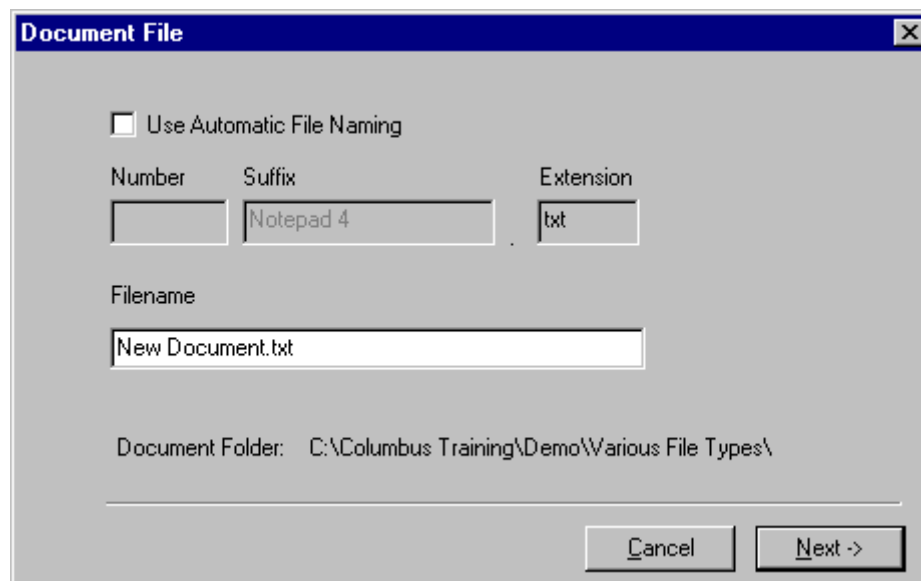 Document File
Use Automatic File Naming
Number Suffix Extension
Notepad 4 . txt
Filename
New Document.txt
Document Folder: C:\Columbus Training\Demo\Various File Types\
Cancel Next ->